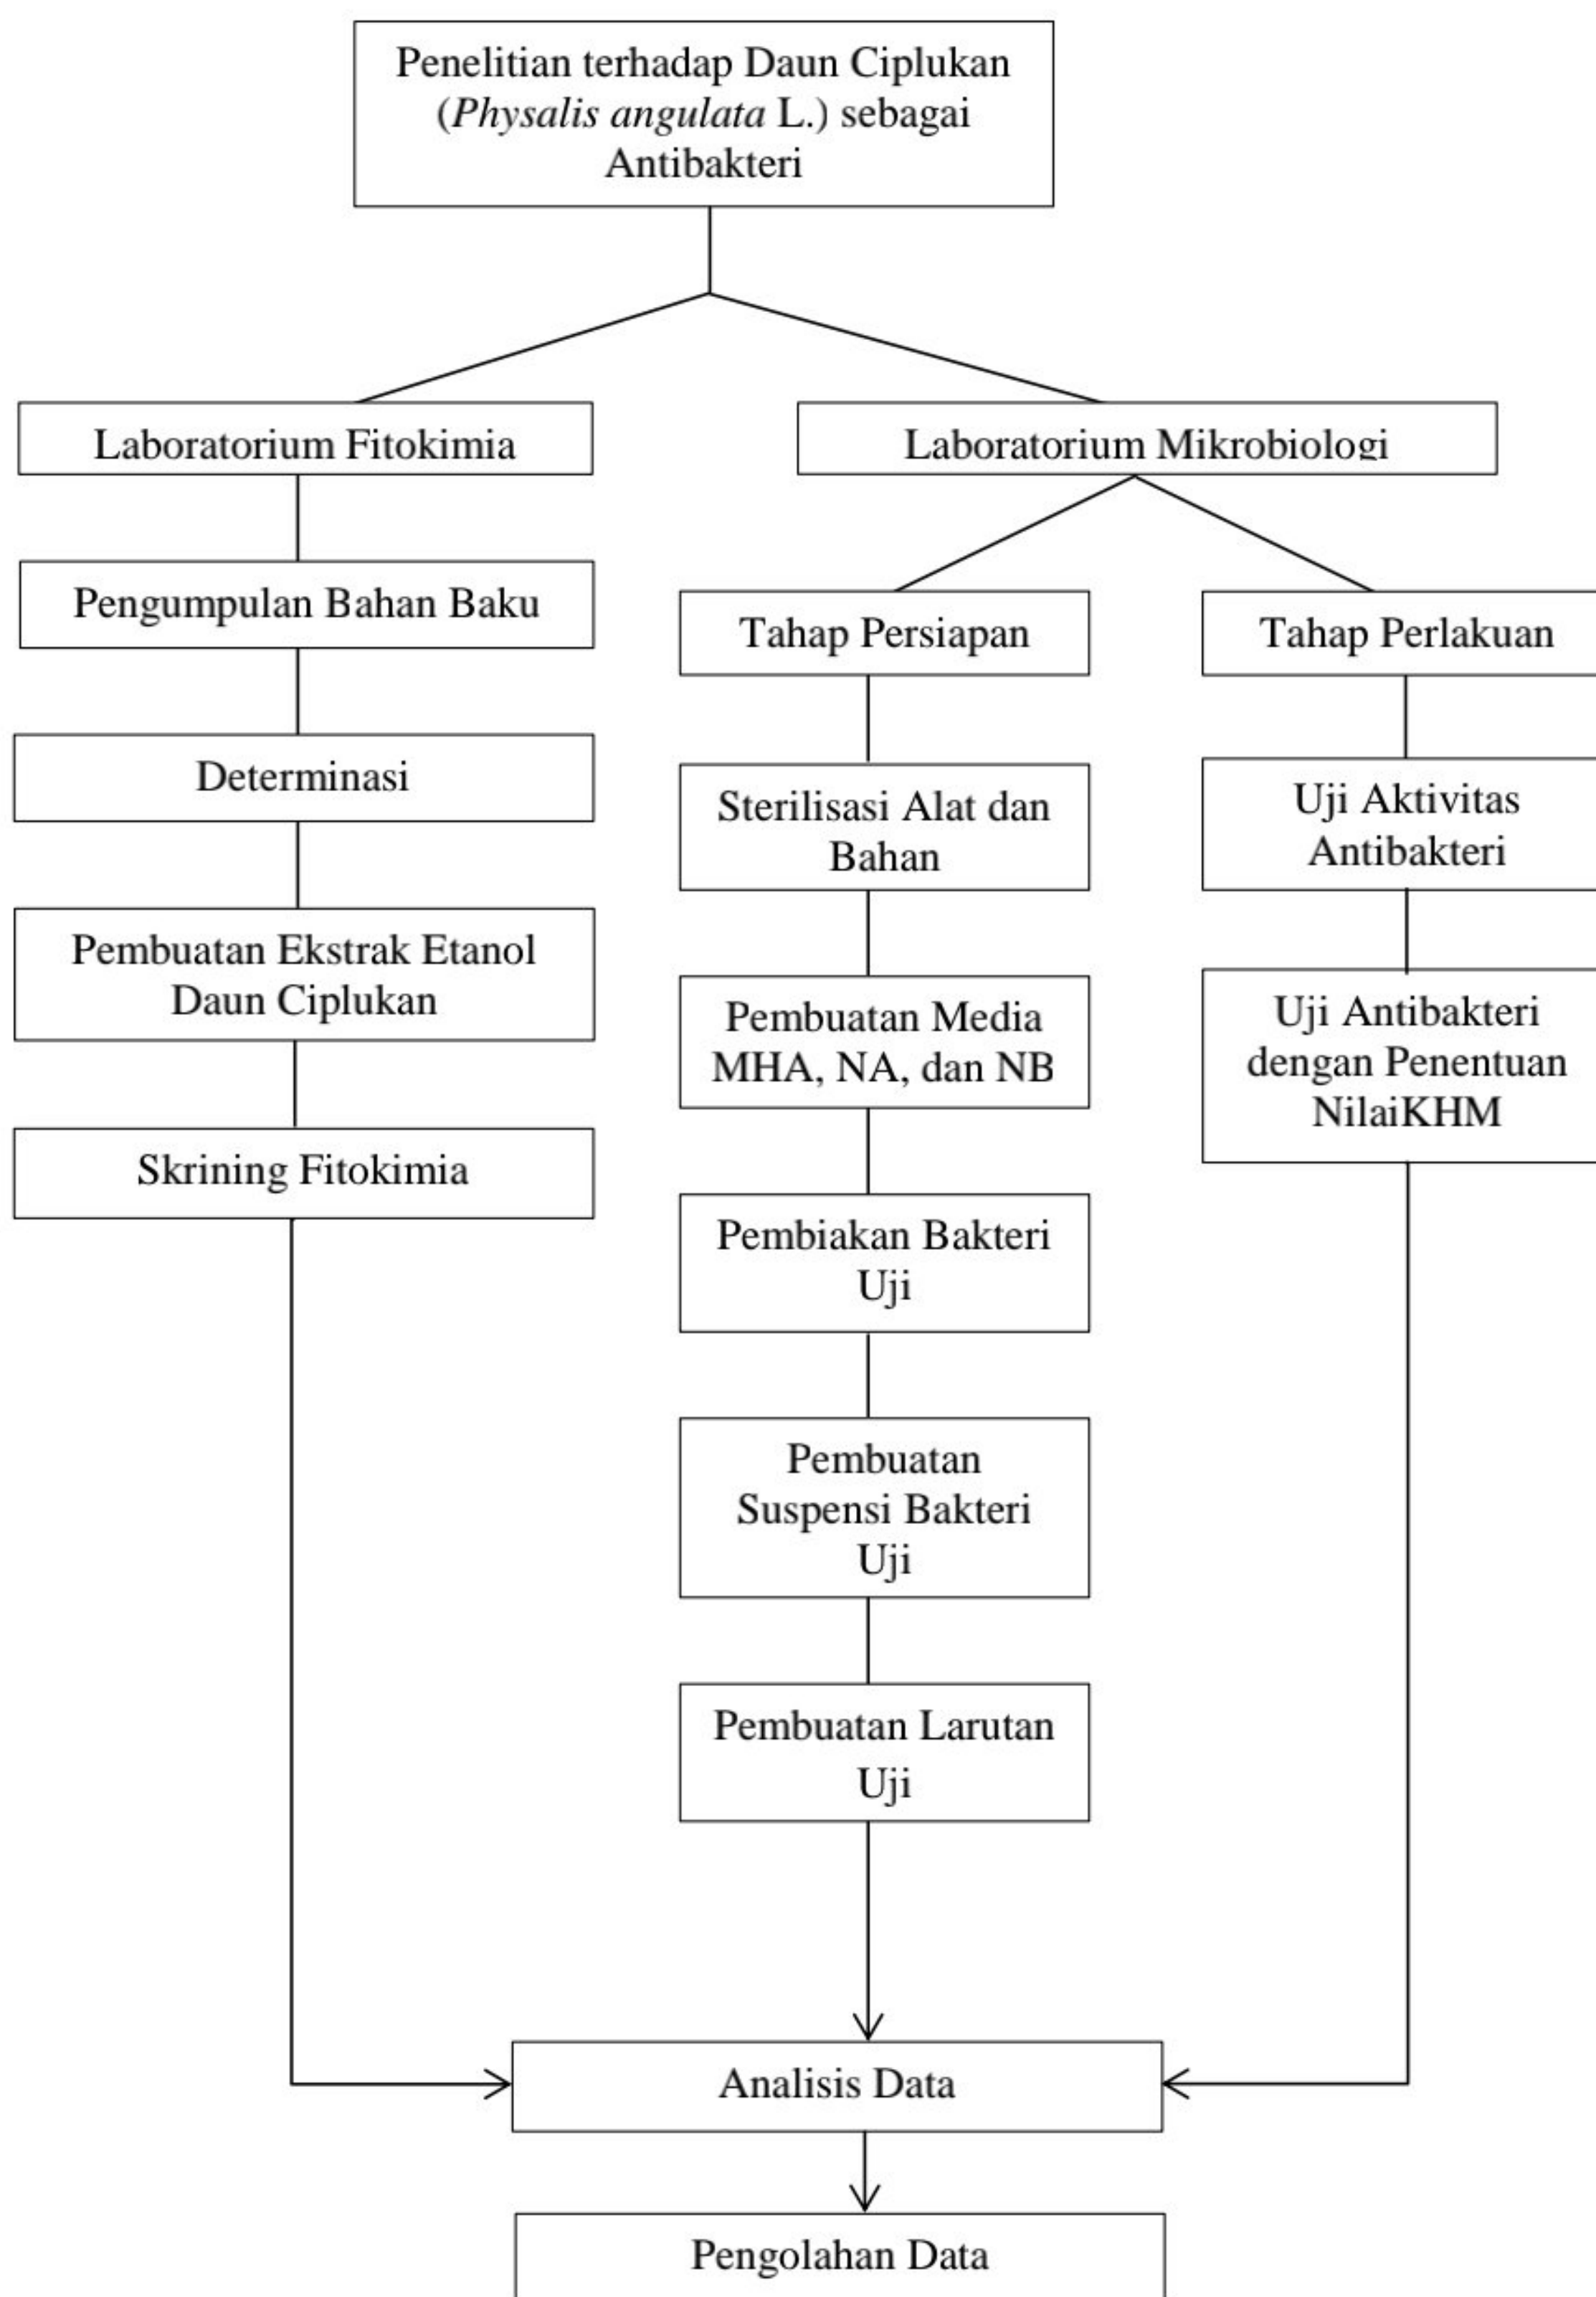 Penelitian terhadap Daun Ciplukan
(Physalis angulata L.) sebagai
Antibakteri
Laboratorium Fitokimia
Laboratorium Mikrobiologi
Pengumpulan Bahan Baku
Determinasi
Pembuatan Ekstrak Etanol
Daun Ciplukan
Skrining Fitokimia
Tahap Persiapan
Sterilisasi Alat dan
Bahan
Pembuatan Media
MHA, NA, dan NB
Pembiakan Bakteri
Uji
Pembuatan
Suspensi Bakteri
Uji
Pembuatan Larutan
Uji
Tahap Perlakuan
Uji Aktivitas
Antibakteri
Uji Antibakteri
dengan Penentuan
NilaiKHM
Analisis Data
Pengolahan Data